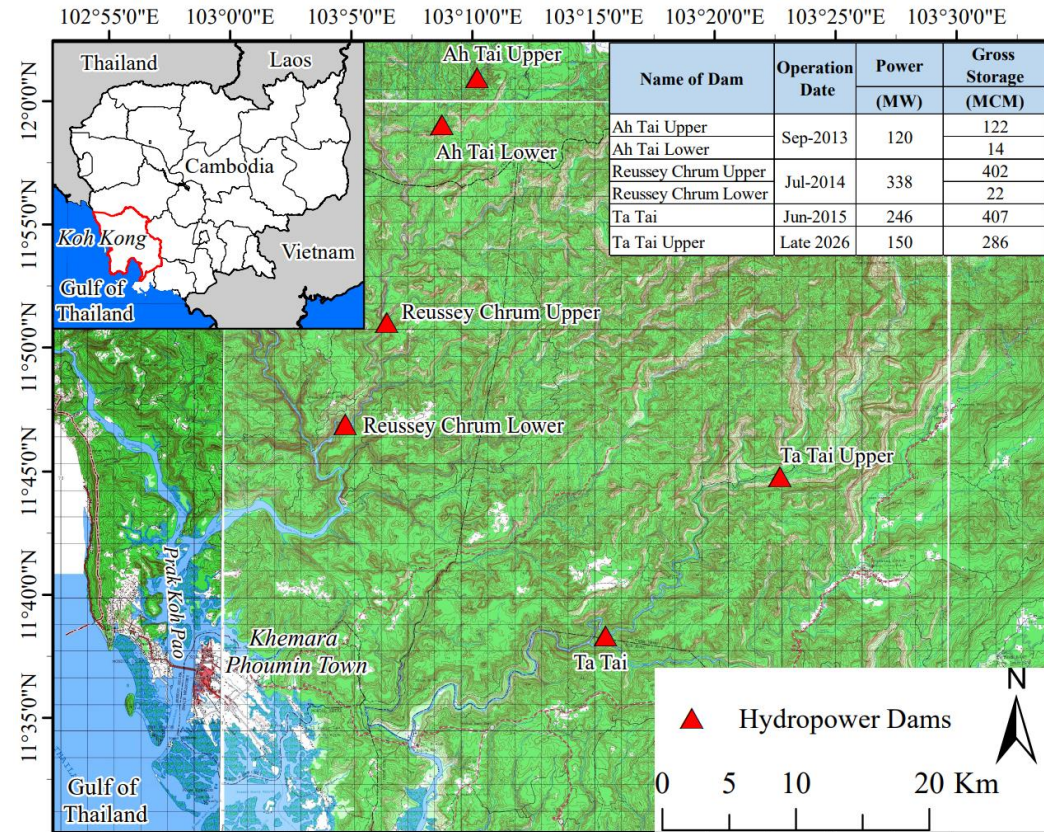 102°55'0"E 103°0'0"E 103°5'0"E 103°10'0"E 103°15'0"E 103°20'0"E 103°25'0"E 103°30'0"E
12°0'0"N
11°55'0"N
11°50'0"N
11°45'0"N
11°40'0"N
11°35'0"N
Thailand
Laos
Cambodia
Koh Kong
Vietnam
Gulf of
Thailand
Name of Dam Operation Date Power (MW) Gross Storage (MCM)
Ah Tai Upper Sep-2013 120 122
Ah Tai Lower 14
Reussey Chrum Upper Jul-2014 338 402
Reussey Chrum Lower 22
Ta Tai Jun-2015 246 407
Ta Tai Upper Late 2026 150 286
Ah Tai Upper
Ah Tai Lower
Reussey Chrum Upper
Reussey Chrum Lower
Ta Tai Upper
Ta Tai
Prak Koh Pao
Khemara
Phoumin Town
Gulf of
Thailand
N
Hydropower Dams
0 5 10 20 Km